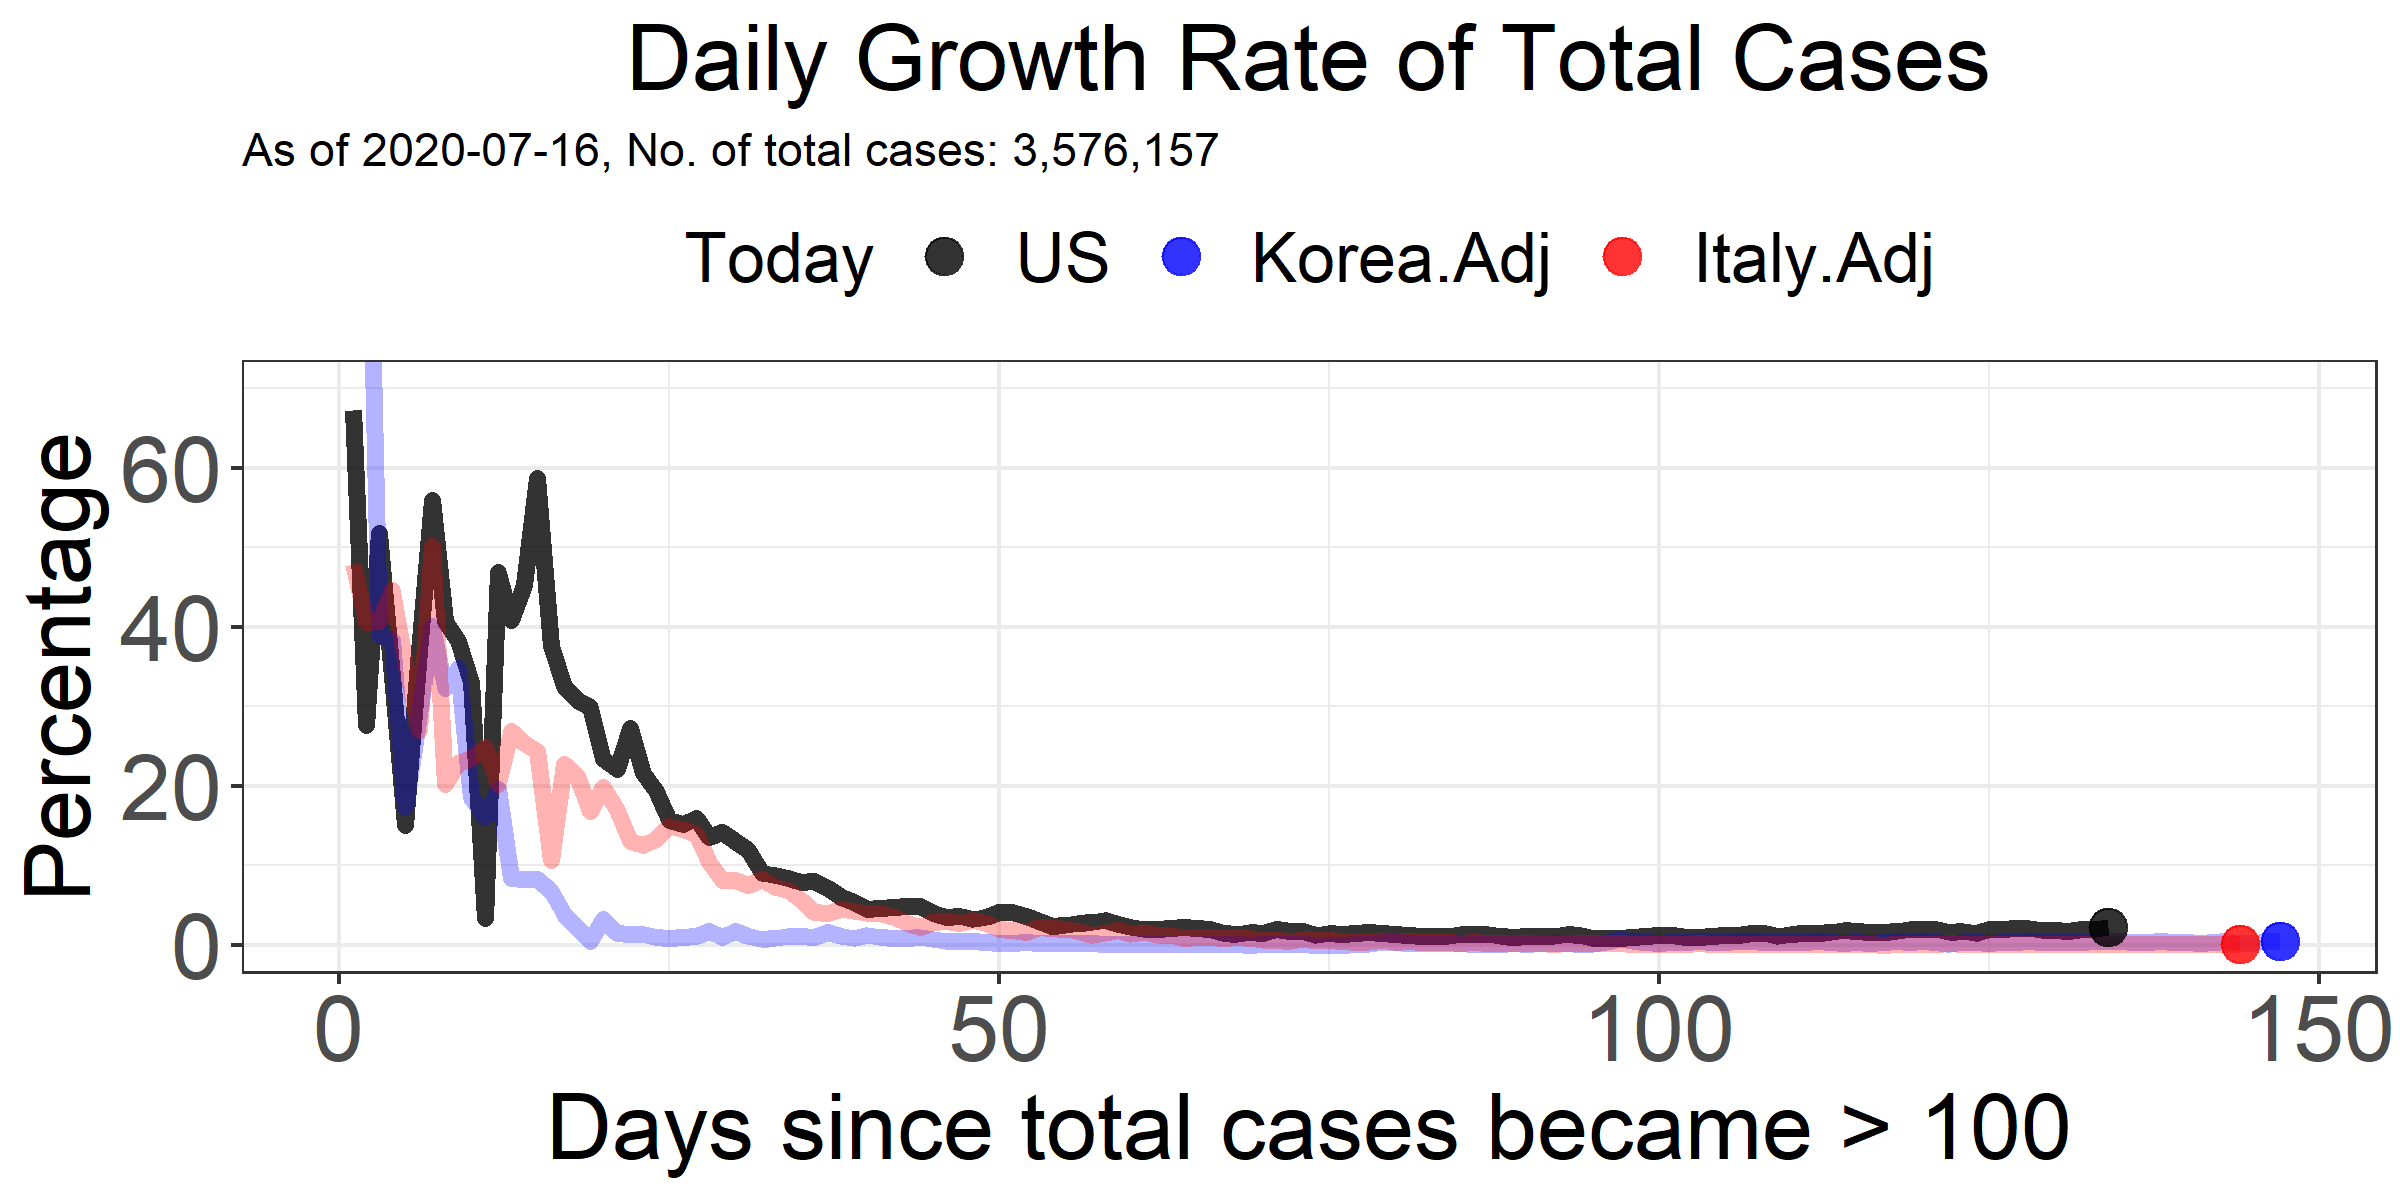 Daily Growth Rate of Total Cases
As of 2020-07-16, No. of total cases: 3,576,157
Today US Korea.Adj Italy.Adj
Percentage
60
40
20
0
0 50 100 150
Days since total cases became > 100